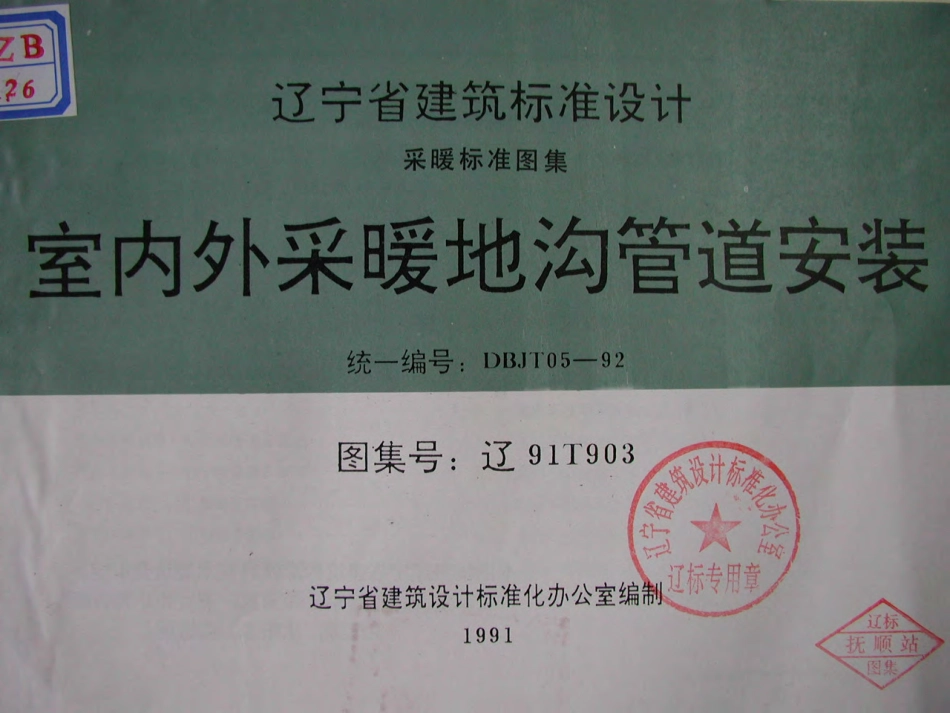 ZB
26
辽宁省建筑标准设计
采暖标准图集
室内外采暖地沟管道安装
统一编号：DBJT05—92
图集号：辽91T903
辽宁省建筑设计标准化办公室
辽标专用章
辽宁省建筑设计标准化办公室编制
1991
辽标
抚顺站
图集